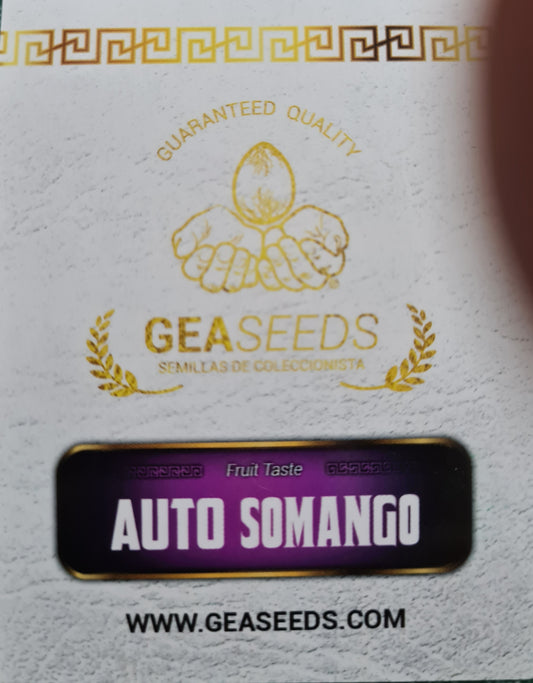 GUARANTEED QUALITY
GEASEEDS
SEMILLAS DE COLECCIONISTA
Fruit Taste
AUTO SOMANGO
WWW.GEASEEDS.COM